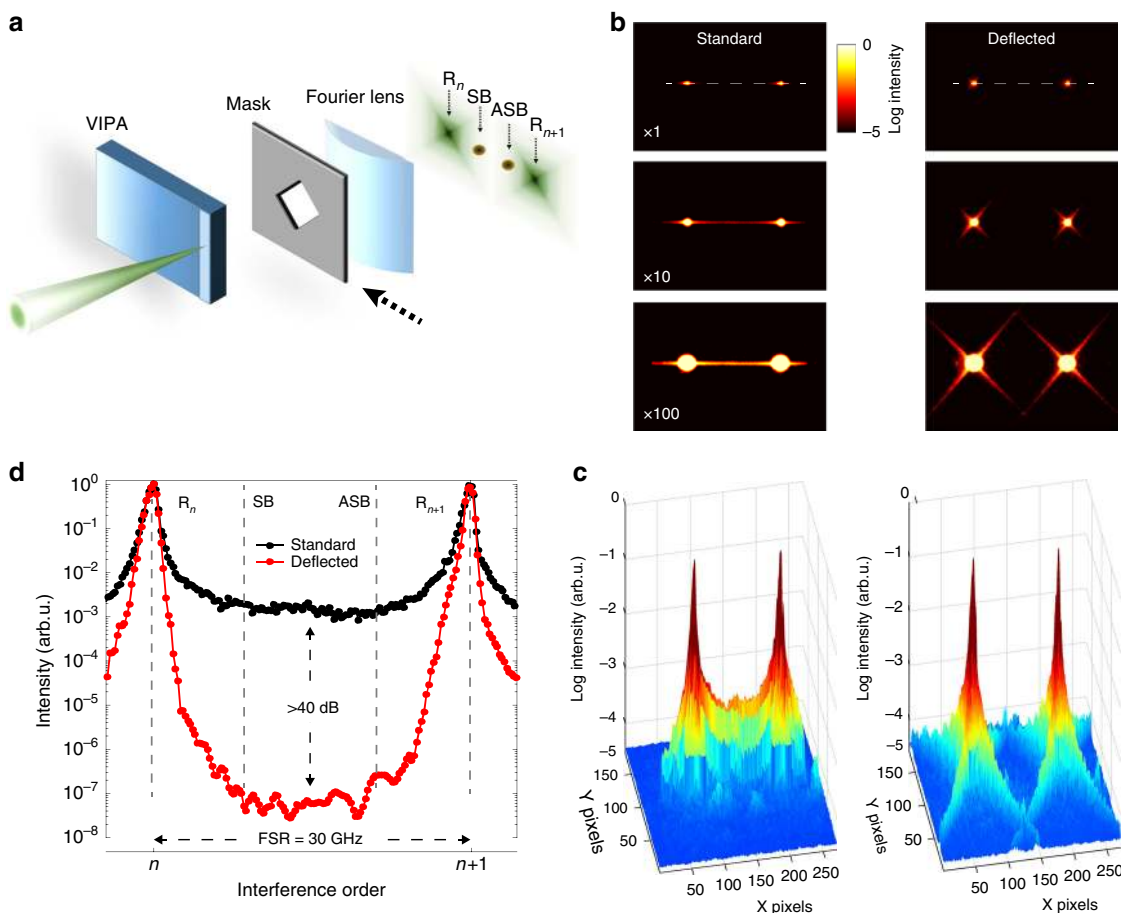 a
VIPA
Mask
Fourier lens
Rn
SB
ASB
Rn+1
b
Standard
0
−5
Log intensity
Deflected
×1
×10
×100
d
10^0
10^−1
10^−2
10^−3
10^−4
10^−5
10^−6
10^−7
10^−8
Intensity (arb.u.)
Rn
SB
ASB
Rn+1
Standard
Deflected
>40 dB
FSR = 30 GHz
n
n+1
Interference order
c
0
−1
−2
−3
−4
−5
Log intensity (arb.u.)
150
100
50
Y pixels
50
100
150
200
250
X pixels
0
−1
−2
−3
−4
−5
Log intensity (arb.u.)
150
100
50
Y pixels
50
100
150
200
250
X pixels